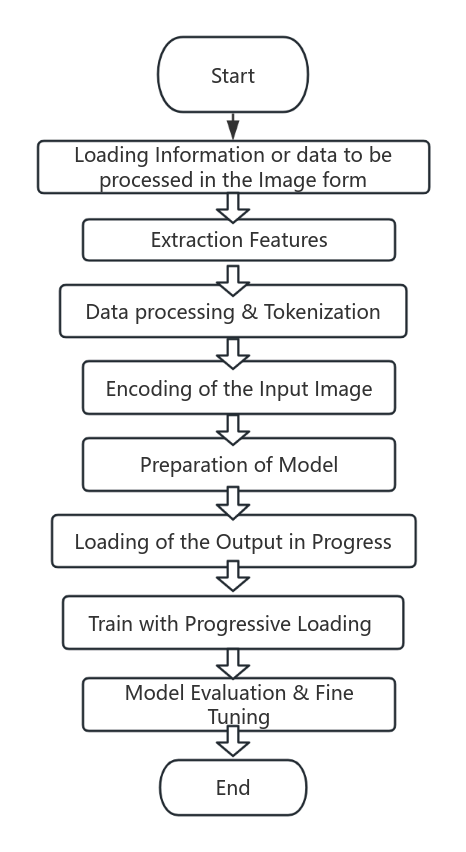 Start
Loading Information or data to be
processed in the Image form
Extraction Features
Data processing & Tokenization
Encoding of the Input Image
Preparation of Model
Loading of the Output in Progress
Train with Progressive Loading
Model Evaluation & Fine
Tuning
End